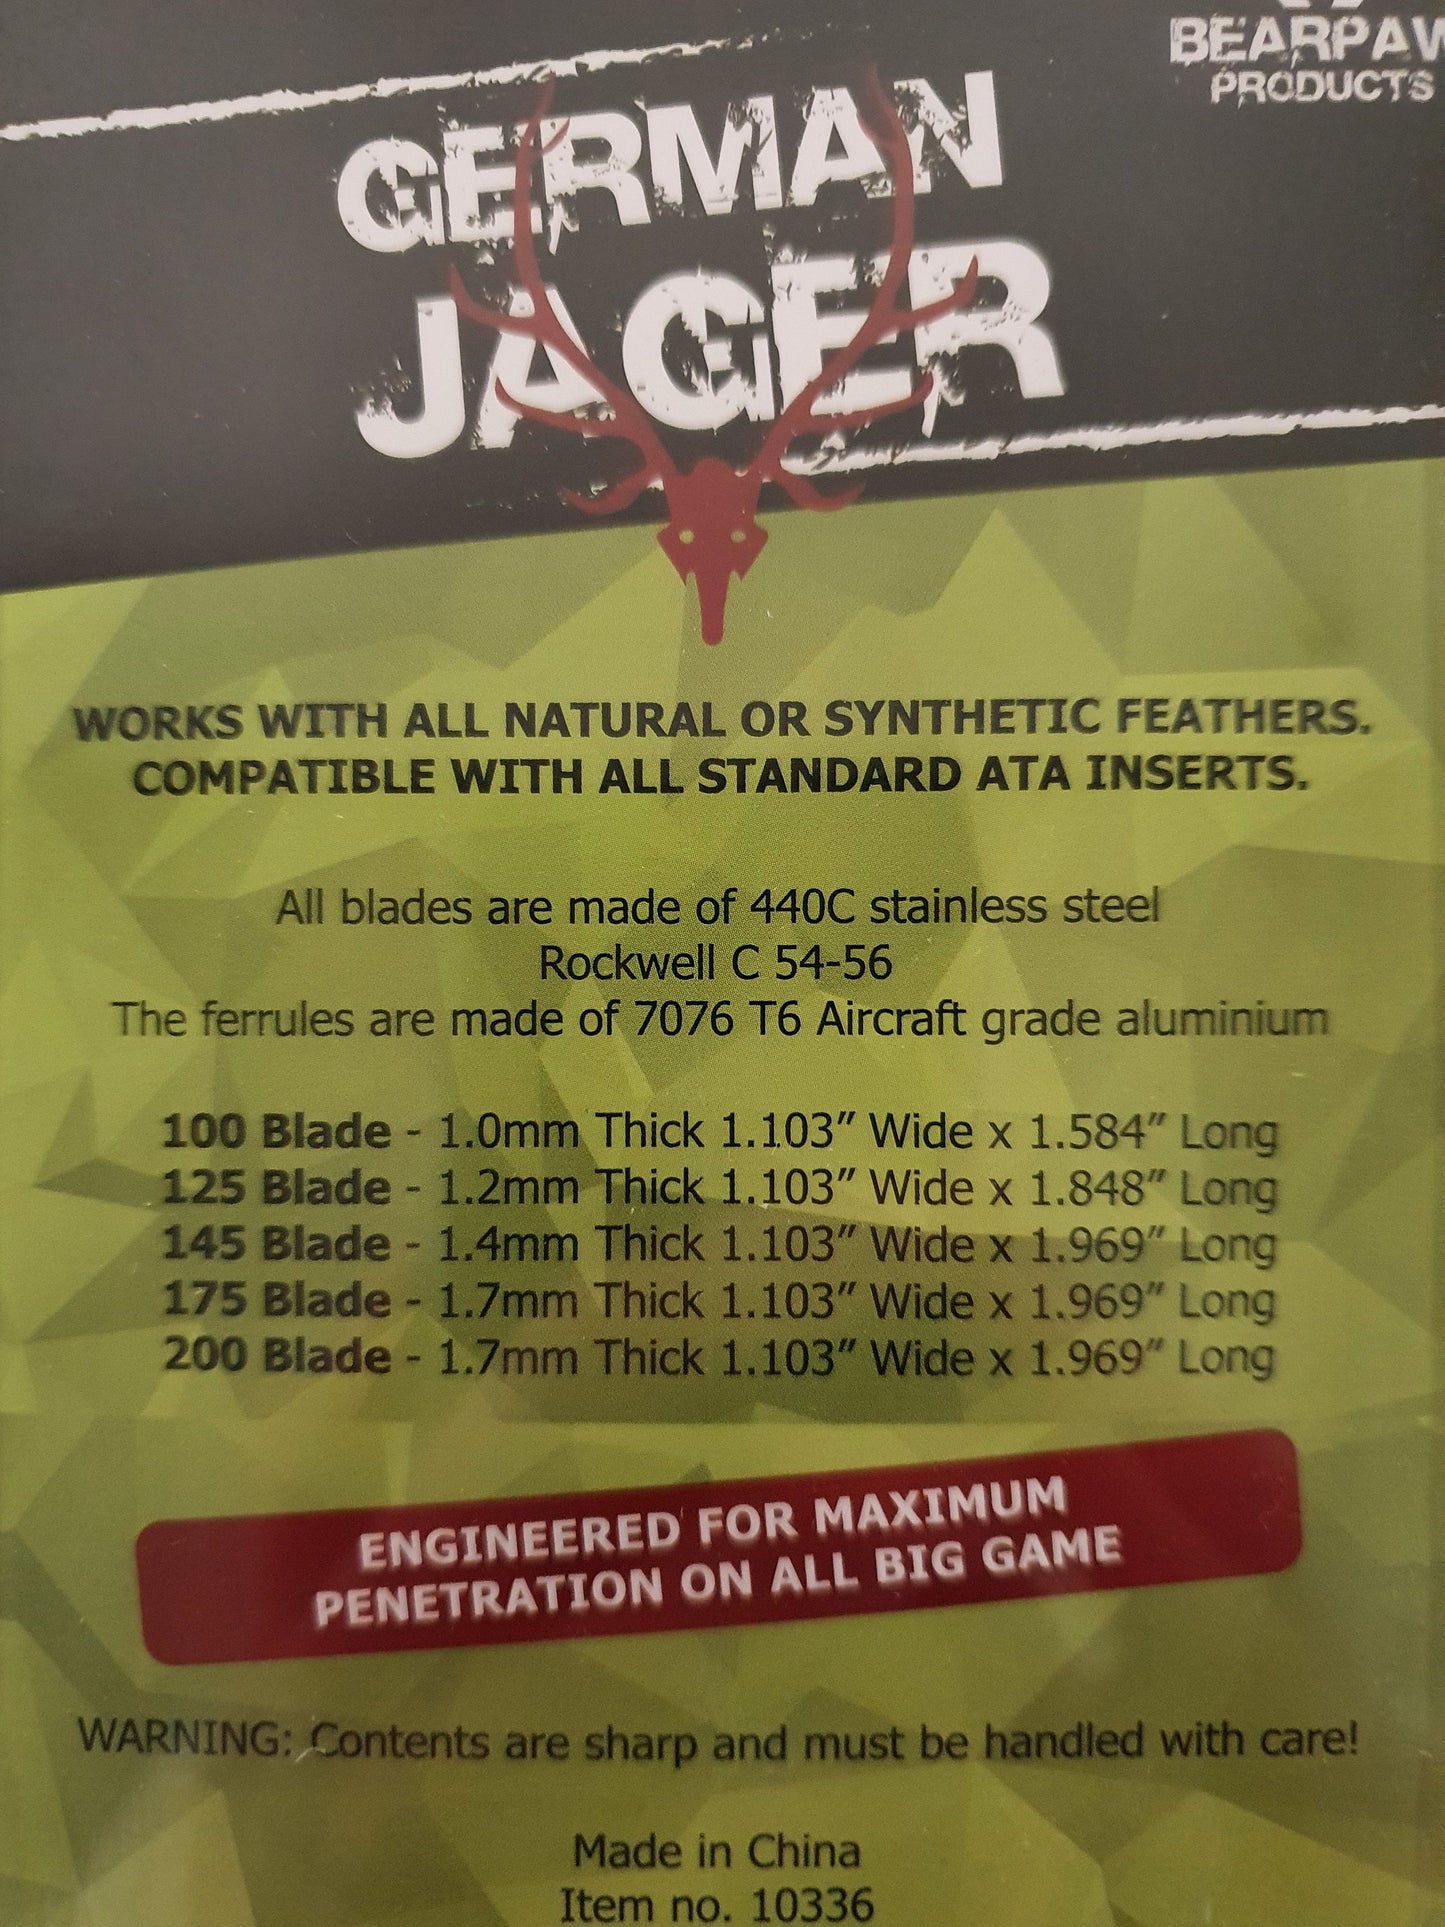 BEARPAW
PRODUCTS
GERMAN
JAGER
WORKS WITH ALL NATURAL OR SYNTHETIC FEATHERS.
COMPATIBLE WITH ALL STANDARD ATA INSERTS.
All blades are made of 440C stainless steel
Rockwell C 54-56
The ferrules are made of 7076 T6 Aircraft grade aluminium
100 Blade - 1.0mm Thick 1.103” Wide x 1.584” Long
125 Blade - 1.2mm Thick 1.103” Wide x 1.848” Long
145 Blade - 1.4mm Thick 1.103” Wide x 1.969” Long
175 Blade - 1.7mm Thick 1.103” Wide x 1.969” Long
200 Blade - 1.7mm Thick 1.103” Wide x 1.969” Long
ENGINEERED FOR MAXIMUM
PENETRATION ON ALL BIG GAME
WARNING: Contents are sharp and must be handled with care!
Made in China
Item no. 10336